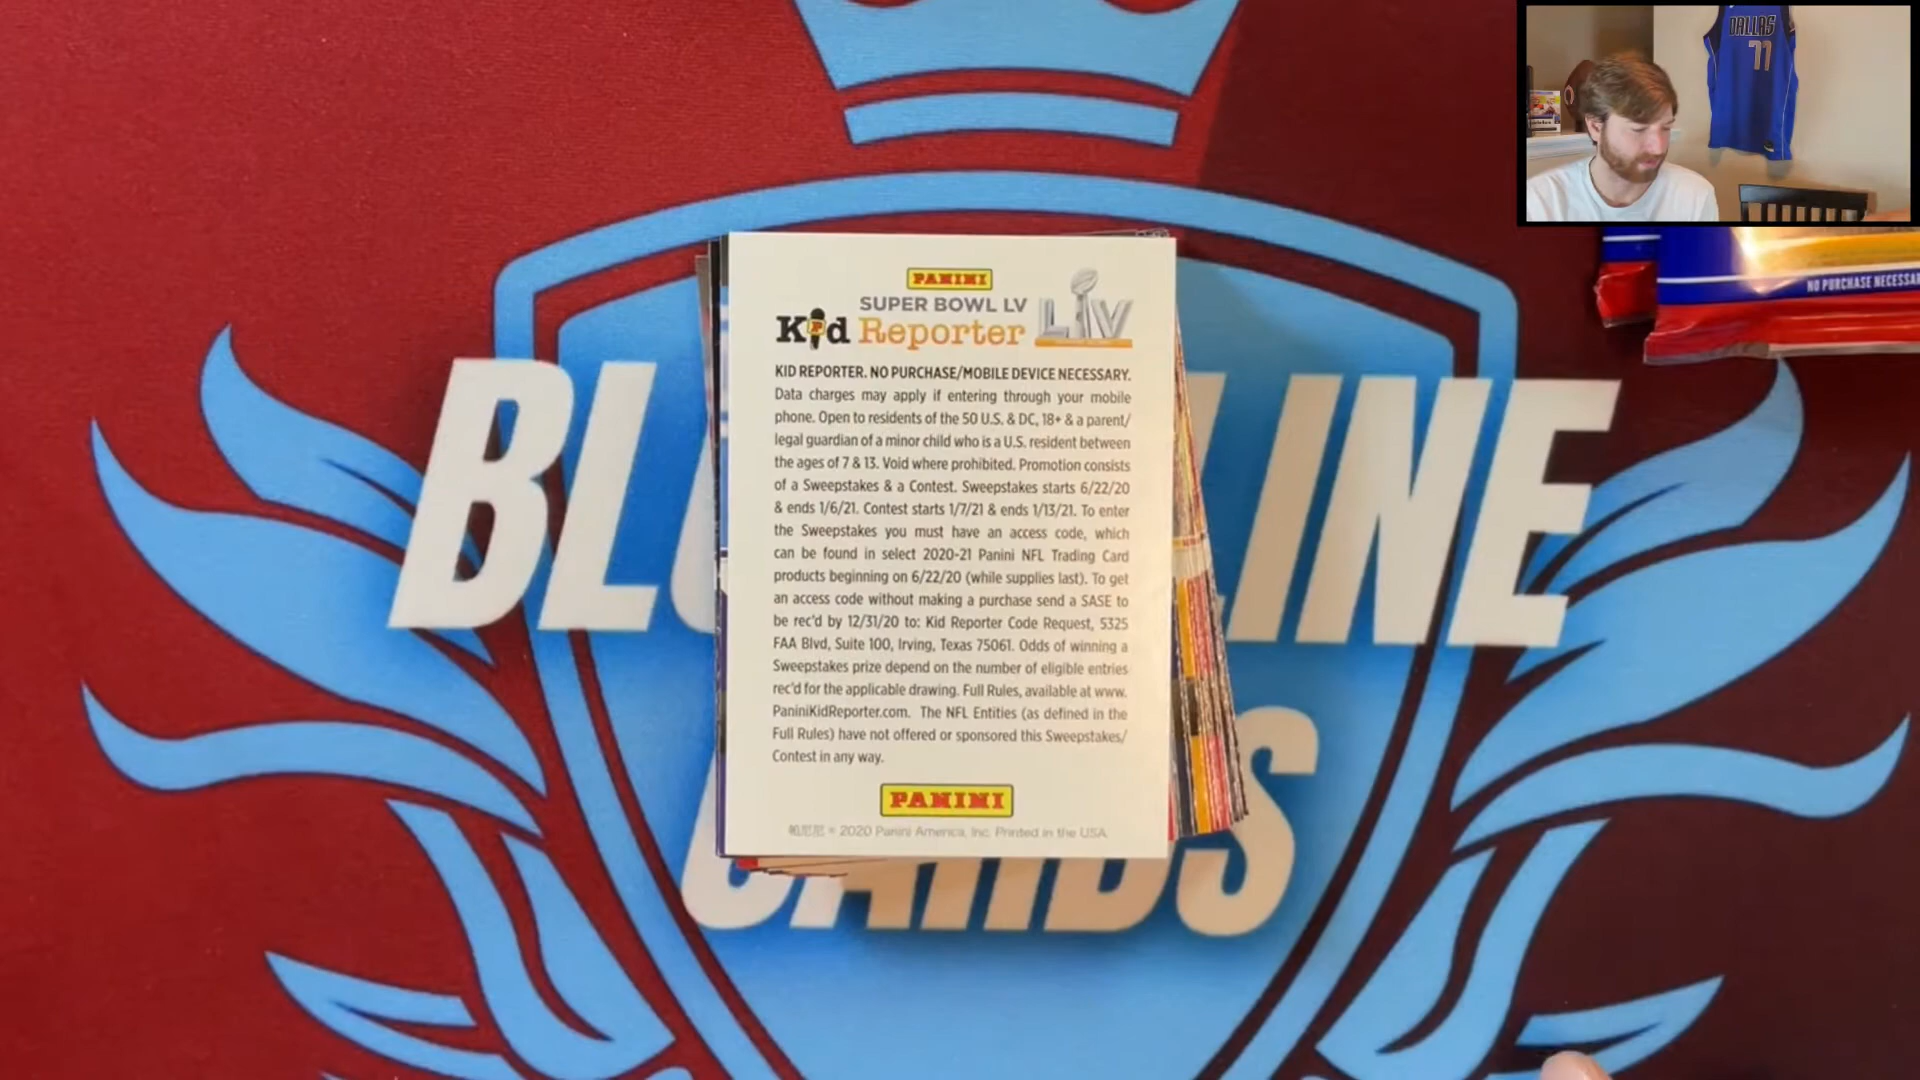 DALLAS
77
NO PURCHASE NECESSA
PANINI
SUPER BOWL LV
Kid Reporter
LIV
KID REPORTER. NO PURCHASE/MOBILE DEVICE NECESSARY.
Data charges may apply if entering through your mobile
phone. Open to residents of the 50 U.S. & DC, 18+ & a parent/
legal guardian of a minor child who is a U.S. resident between
the ages of 7 & 13. Void where prohibited. Promotion consists
of a Sweepstakes & a Contest. Sweepstakes starts 6/22/20
& ends 1/6/21. Contest starts 1/7/21 & ends 1/13/21. To enter
the Sweepstakes you must have an access code, which
can be found in select 2020-21 Panini NFL Trading Card
products beginning on 6/22/20 (while supplies last). To get
an access code without making a purchase send a SASE to
be rec'd by 12/31/20 to: Kid Reporter Code Request, 5325
FAA Blvd, Suite 100, Irving, Texas 75061. Odds of winning a
Sweepstakes prize depend on the number of eligible entries
rec'd for the applicable drawing. Full Rules, available at www.
PaniniKidReporter.com. The NFL Entities (as defined in the
Full Rules) have not offered or sponsored this Sweepstakes/
Contest in any way.
PANINI
帕尼尼 © 2020 Panini America, Inc. Printed in the USA
BL LINE
CARDS